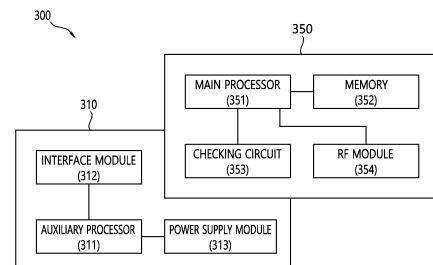 300
350
MAIN PROCESSOR
(351)
MEMORY
(352)
310
CHECKING CIRCUIT
(353)
RF MODULE
(354)
INTERFACE MODULE
(312)
AUXILIARY PROCESSOR
(311)
POWER SUPPLY MODULE
(313)